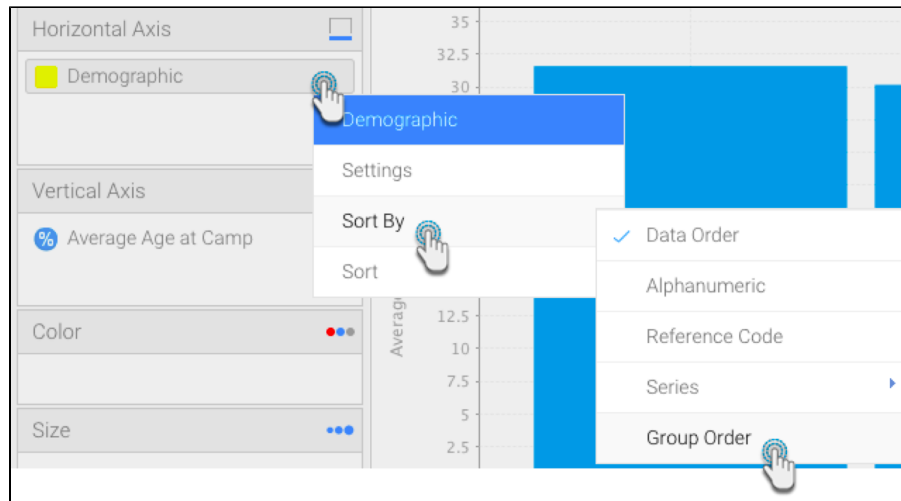 Horizontal Axis
Demographic
Vertical Axis
Average Age at Camp
Color
Size
35
32.5
30
12.5
10
7.5
5
2.5
Demographic
Settings
Sort By
Sort
Data Order
Alphanumeric
Reference Code
Series
Group Order